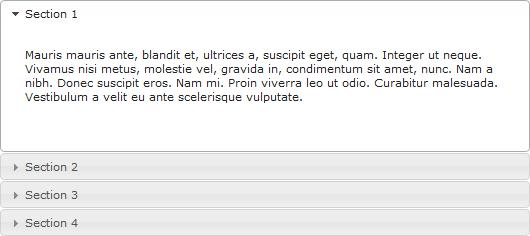 Section 1
Mauris mauris ante, blandit et, ultrices a, suscipit eget, quam. Integer ut neque.
Vivamus nisi metus, molestie vel, gravida in, condimentum sit amet, nunc. Nam a
nibh. Donec suscipit eros. Nam mi. Proin viverra leo ut odio. Curabitur malesuada.
Vestibulum a velit eu ante scelerisque vulputate.
Section 2
Section 3
Section 4